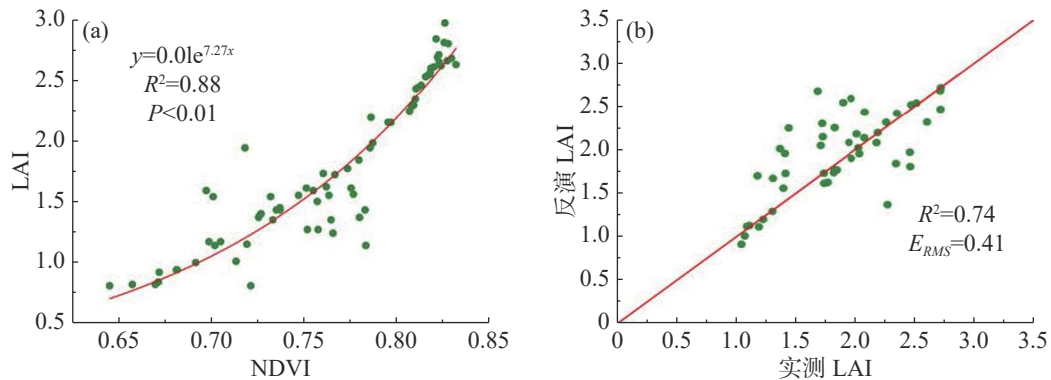 (a)
y=0.0le^{7.27x}
R²=0.88
P<0.01
LAI
3.0
2.5
2.0
1.5
1.0
0.5
0.65 0.70 0.75 0.80 0.85
NDVI
(b)
反演 LAI
3.5
3.0
2.5
2.0
1.5
1.0
0.5
0
R²=0.74
E_{RMS}=0.41
0 0.5 1.0 1.5 2.0 2.5 3.0 3.5
实测 LAI